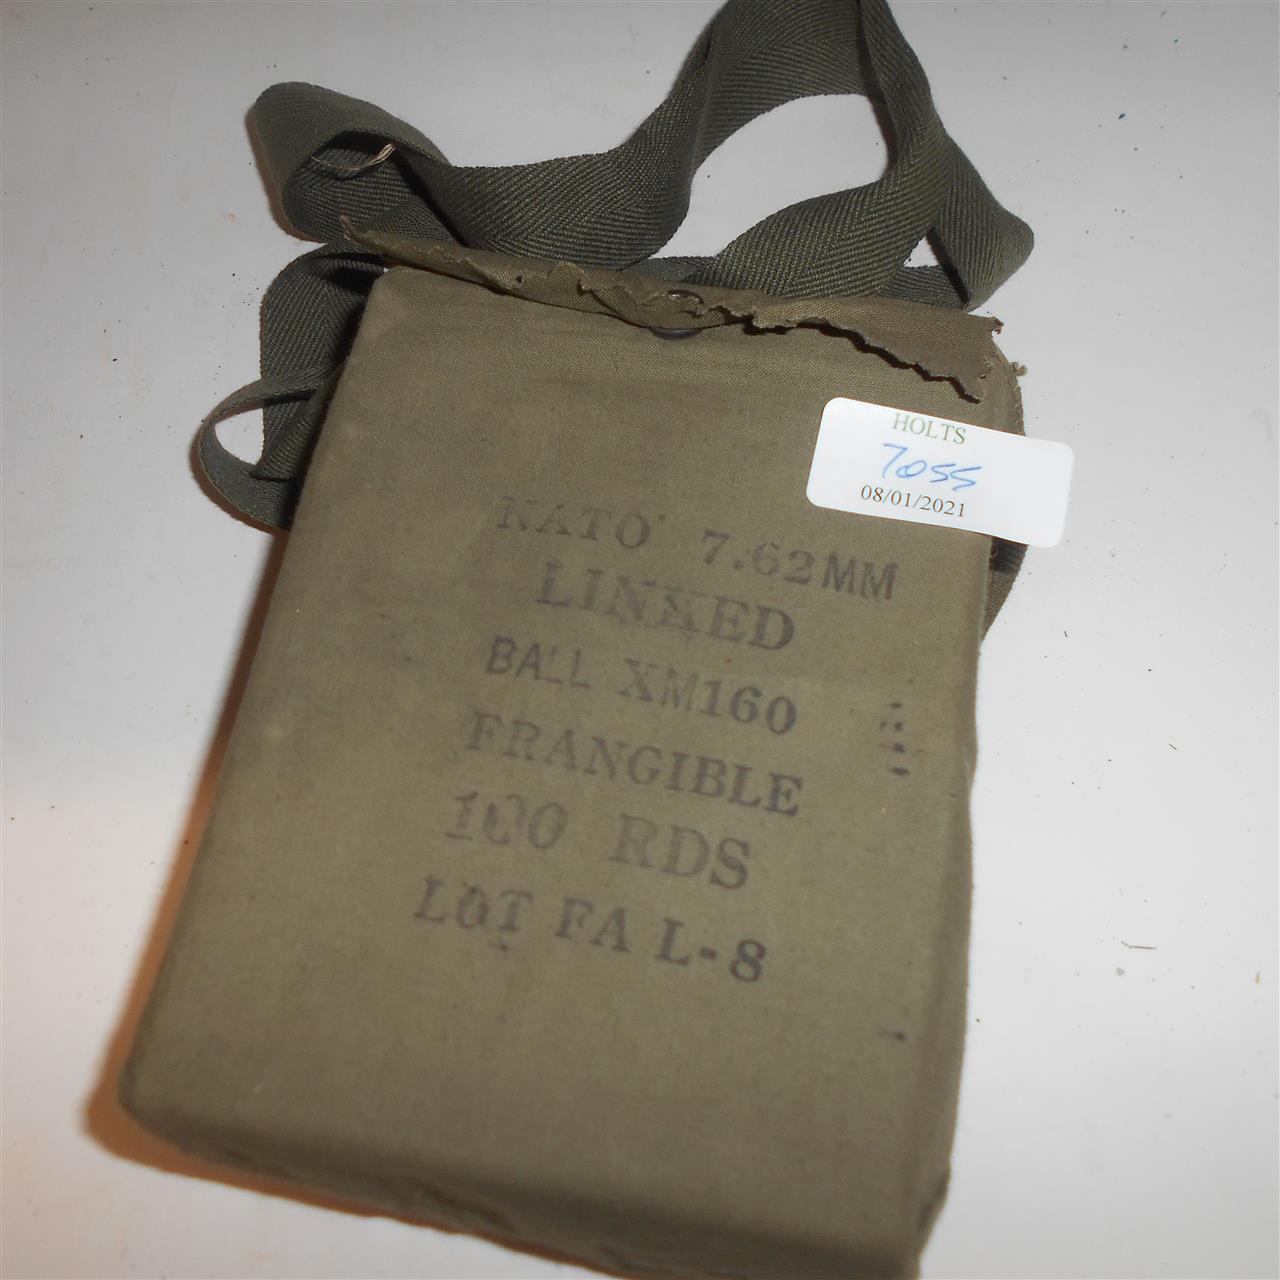 HOLTS
7055
08/01/2021
NATO 7.62MM
LINKED
BALL XM160
FRANGIBLE
100 RDS
LOT FA L-8